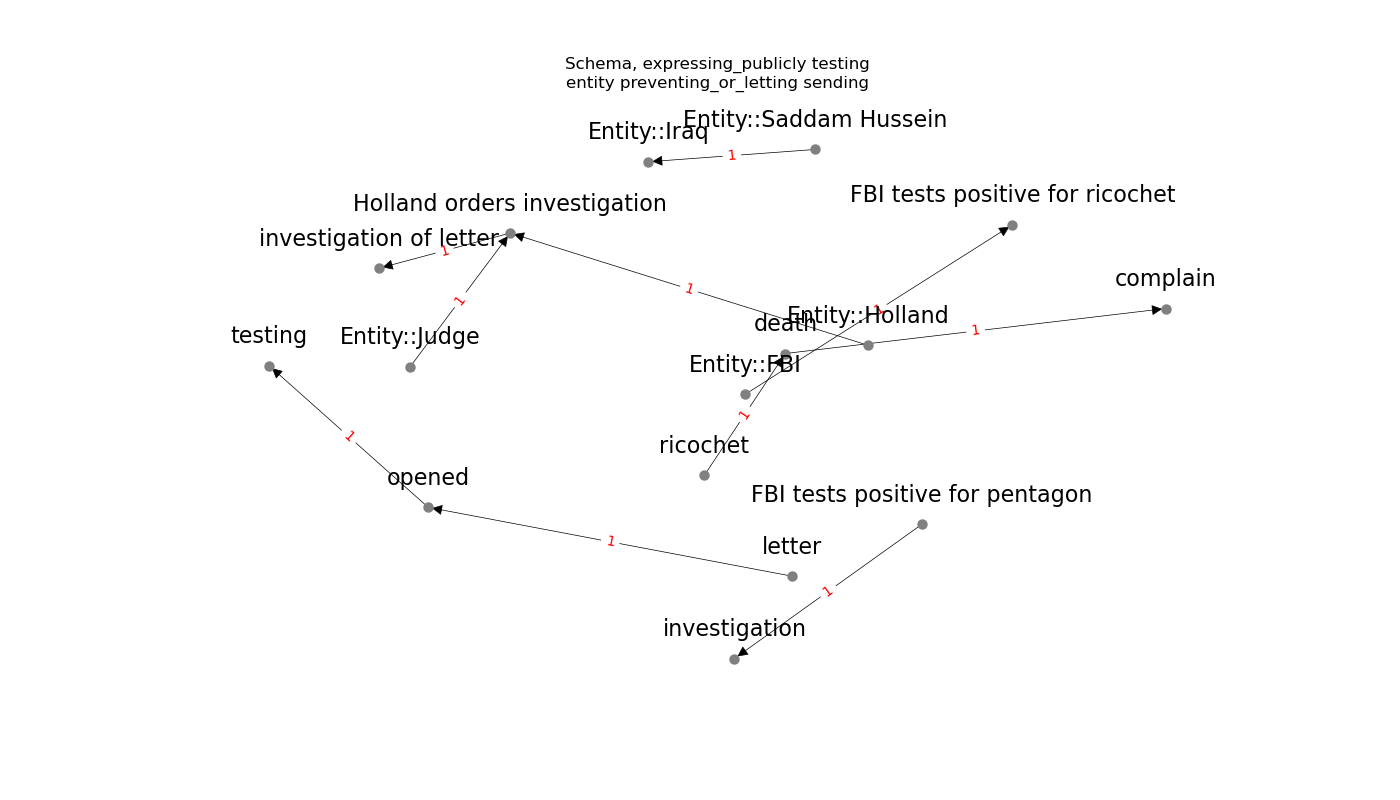 Schema, expressing_publicly testing
entity preventing_or_letting sending
Entity::Saddam Hussein
Entity::Iraq
1
FBI tests positive for ricochet
Holland orders investigation
investigation of letter
1
complain
1
1
Entity::Holland
1
death
1
testing
Entity::Judge
Entity::FBI
1
1
ricochet
opened
FBI tests positive for pentagon
1
letter
1
investigation